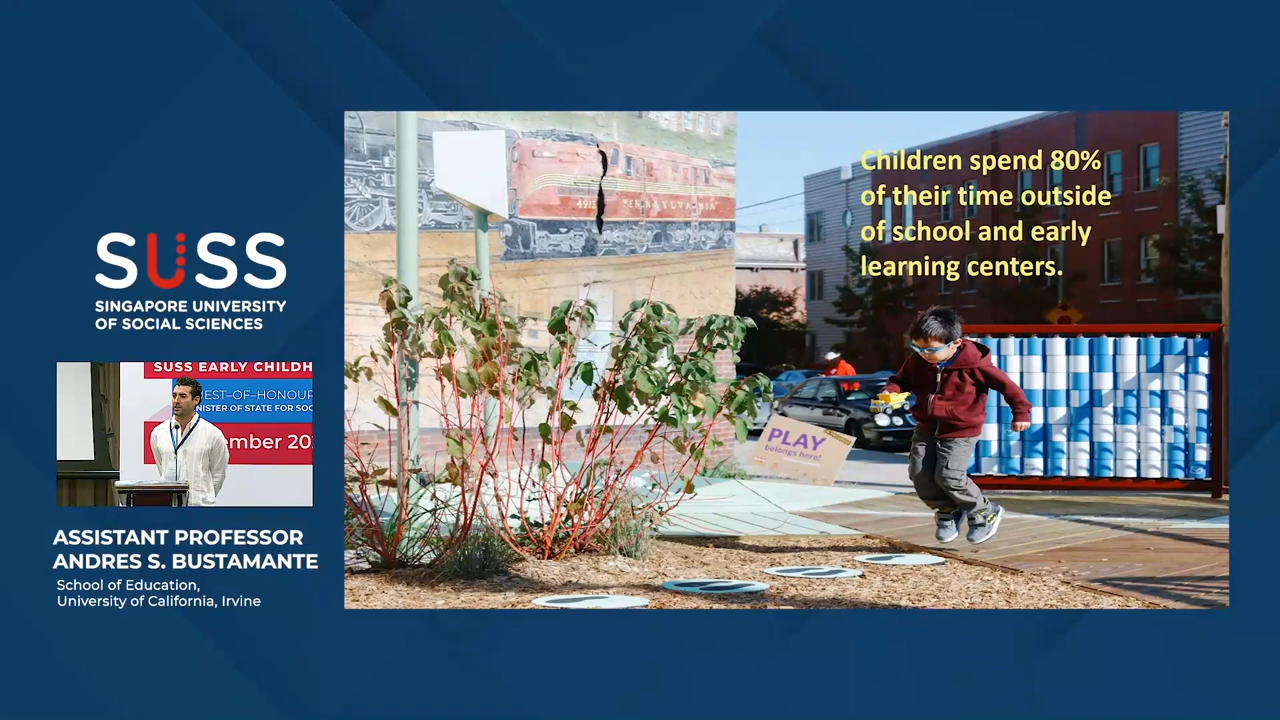 SUSS
SINGAPORE UNIVERSITY
OF SOCIAL SCIENCES
SUSS EARLY CHILDH
EST-OF-HONOUR
NISTER OF STATE FOR SOC
ember 20
ASSISTANT PROFESSOR
ANDRES S. BUSTAMANTE
School of Education,
University of California, Irvine
Children spend 80%
of their time outside
of school and early
learning centers.
PENNSYLVANIA
PLAY
belongs here!